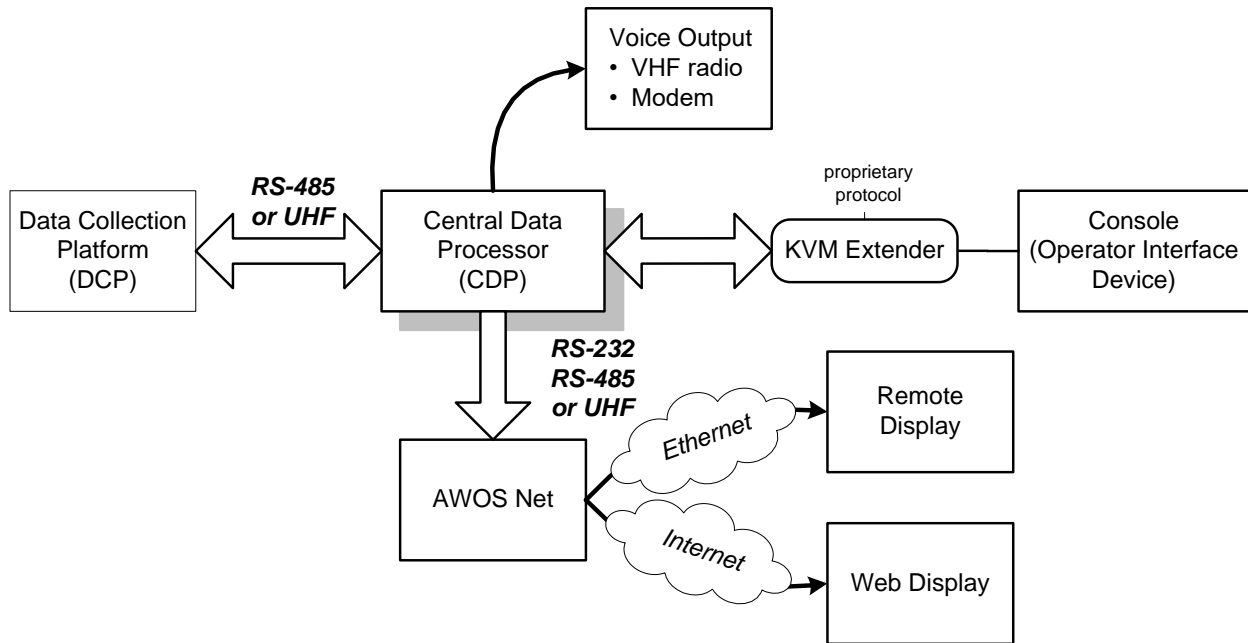 Voice Output
• VHF radio
• Modem
RS-485
or UHF
proprietary
protocol
Data Collection
Platform
(DCP)
Central Data
Processor
(CDP)
KVM Extender
Console
(Operator Interface
Device)
RS-232
RS-485
or UHF
Ethernet
Remote
Display
AWOS Net
Internet
Web Display